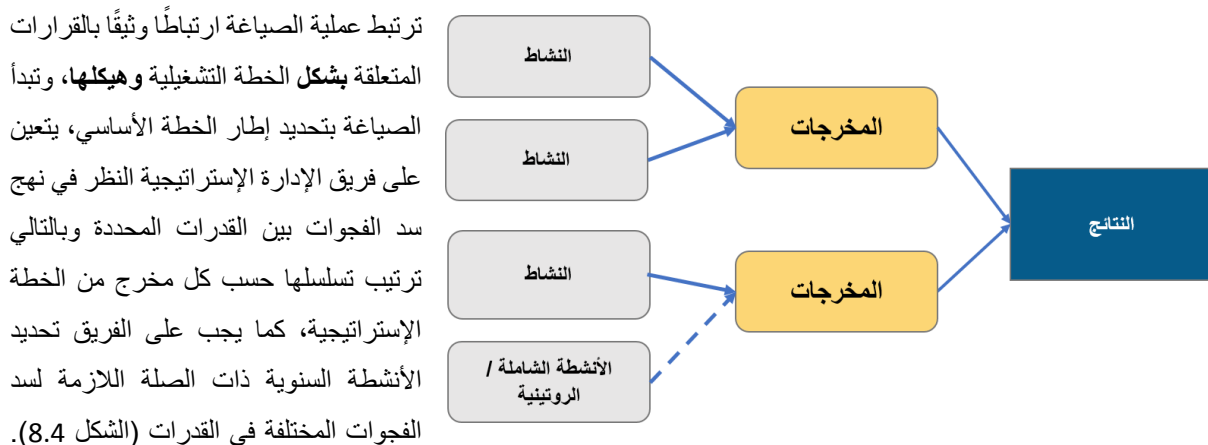 ترتبط عملية الصياغة ارتباطًا وثيقًا بالقرارات
المتعلقة بشكل الخطة التشغيلية وهيكلها، وتبدأ
الصياغة بتحديد إطار الخطة الأساسي، يتعين
على فريق الإدارة الإستراتيجية النظر في نهج
سد الفجوات بين القدرات المحددة وبالتالي
ترتيب تسلسلها حسب كل مخرج من الخطة
الإستراتيجية، كما يجب على الفريق تحديد
الأنشطة السنوية ذات الصلة اللازمة لسد
الفجوات المختلفة في القدرات (الشكل 8.4).
النشاط
النشاط
النشاط
الأنشطة الشاملة /
الروتينية
المخرجات
المخرجات
النتائج